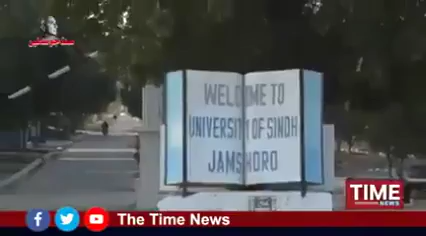 WELCOME TO
UNIVERSITY OF SINDH
JAMSHORO
TIME
NEWS
The Time News